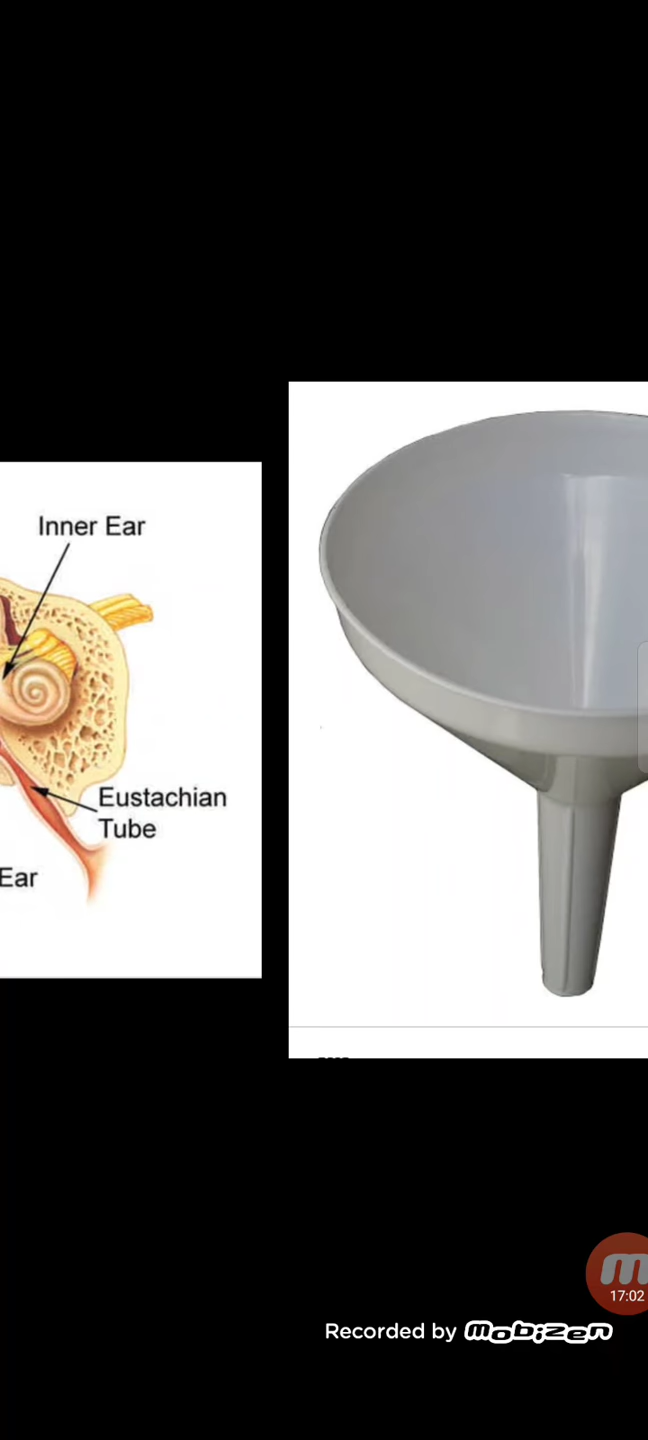 Inner Ear
Eustachian
Tube
Ear
17:02
Recorded by mobizen